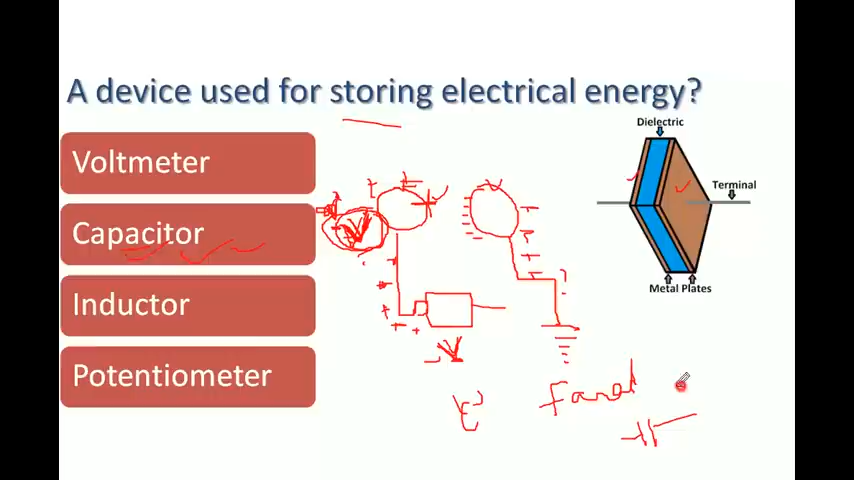 A device used for storing electrical energy?
Dielectric
Voltmeter
Terminal
Capacitor
Metal Plates
Inductor
Potentiometer
Farad